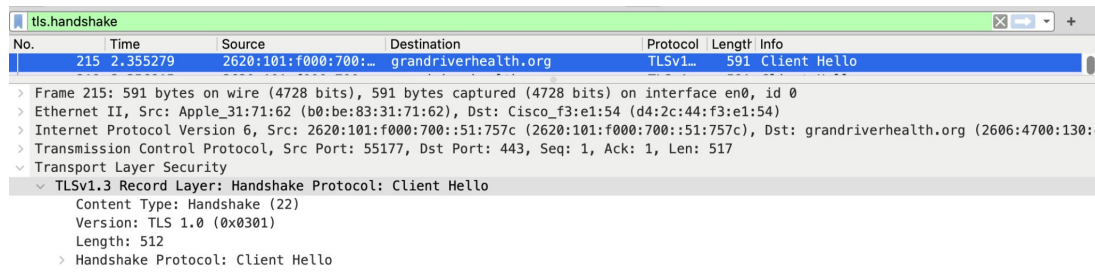 tls.handshake
No. Time Source Destination Protocol Length Info
215 2.355279 2620:101:f000:700:… grandriverhealth.org TLSv1… 591 Client Hello
> Frame 215: 591 bytes on wire (4728 bits), 591 bytes captured (4728 bits) on interface en0, id 0
> Ethernet II, Src: Apple_31:71:62 (b0:be:83:31:71:62), Dst: Cisco_f3:e1:54 (d4:2c:44:f3:e1:54)
> Internet Protocol Version 6, Src: 2620:101:f000:700::51:757c (2620:101:f000:700::51:757c), Dst: grandriverhealth.org (2606:4700:130:
> Transmission Control Protocol, Src Port: 55177, Dst Port: 443, Seq: 1, Ack: 1, Len: 517
Transport Layer Security
TLSv1.3 Record Layer: Handshake Protocol: Client Hello
Content Type: Handshake (22)
Version: TLS 1.0 (0x0301)
Length: 512
> Handshake Protocol: Client Hello